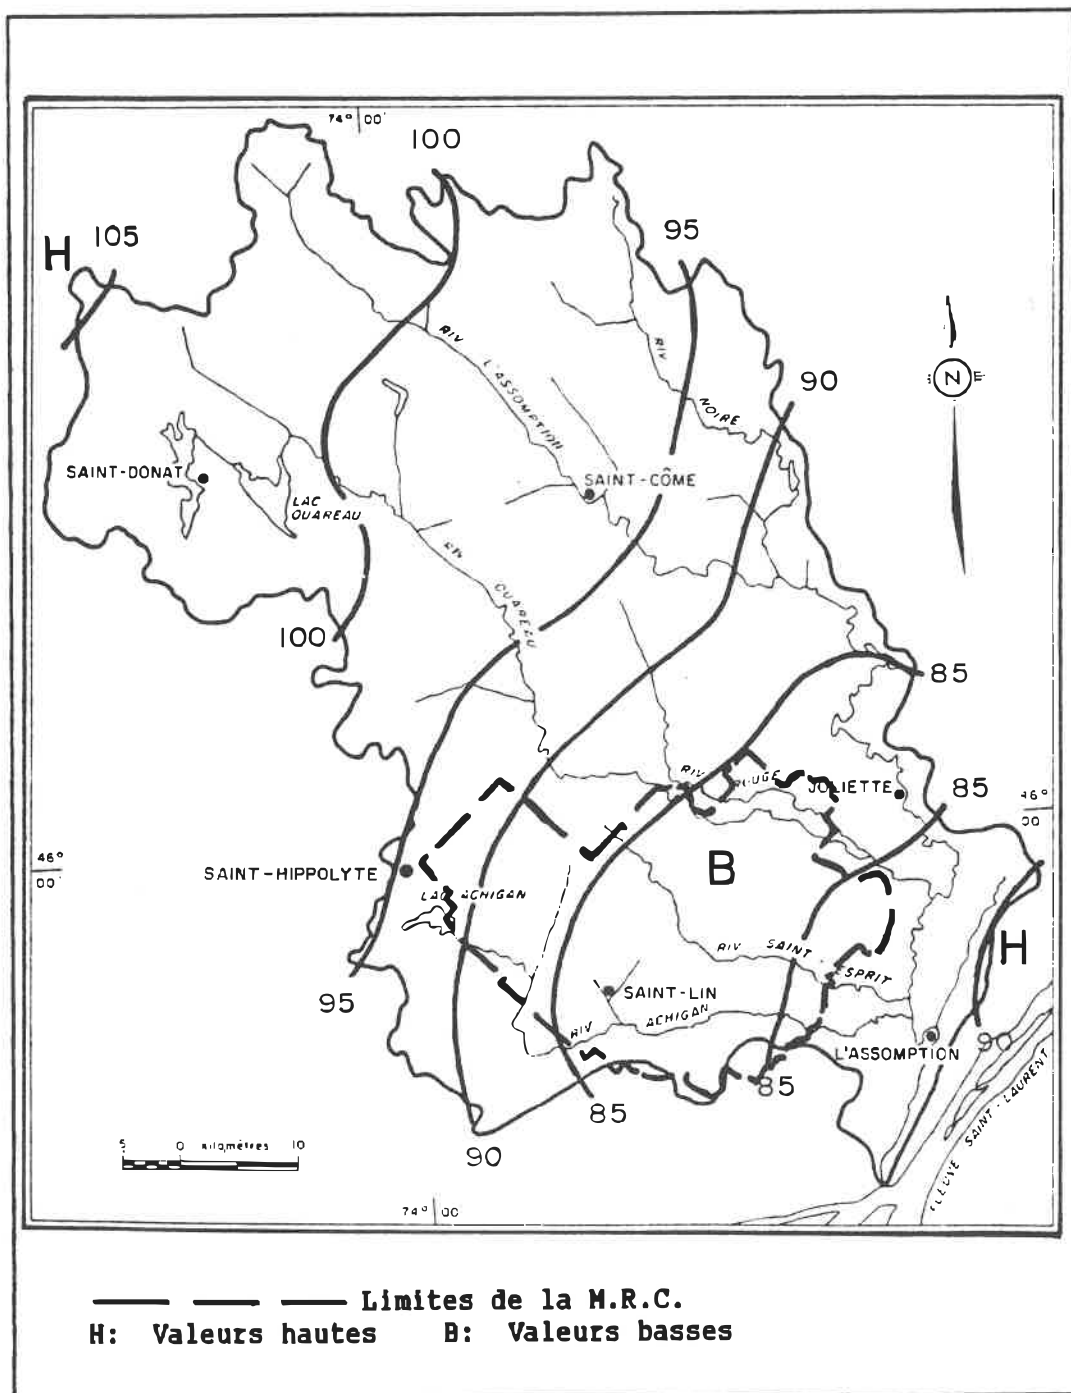 74° 00'
100
95
105
H
90
RIV L'ASSOMPTION
RIV NOIRE
N
SAINT-DONAT
SAINT-CÔME
LAC OUAREAU
RIV OUAREAU
100
85
RIV ROUGE
JOLIETTE
85
46° 00'
46° 00'
SAINT-HIPPOLYTE
B
LAC ACHIGAN
H
RIV SAINT-ESPRIT
95
SAINT-LIN
RIV ACHIGAN
L'ASSOMPTION
90
85
85
FLEUVE SAINT-LAURENT
90
5 0 kilomètres 10
74° 00
Limites de la M.R.C.
H: Valeurs hautes B: Valeurs basses